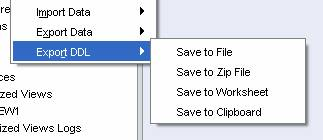 Import Data
Export Data
Export DDL
Save to File
Save to Zip File
Save to Worksheet
Save to Clipboard
ized Views
EW1
ized Views Logs